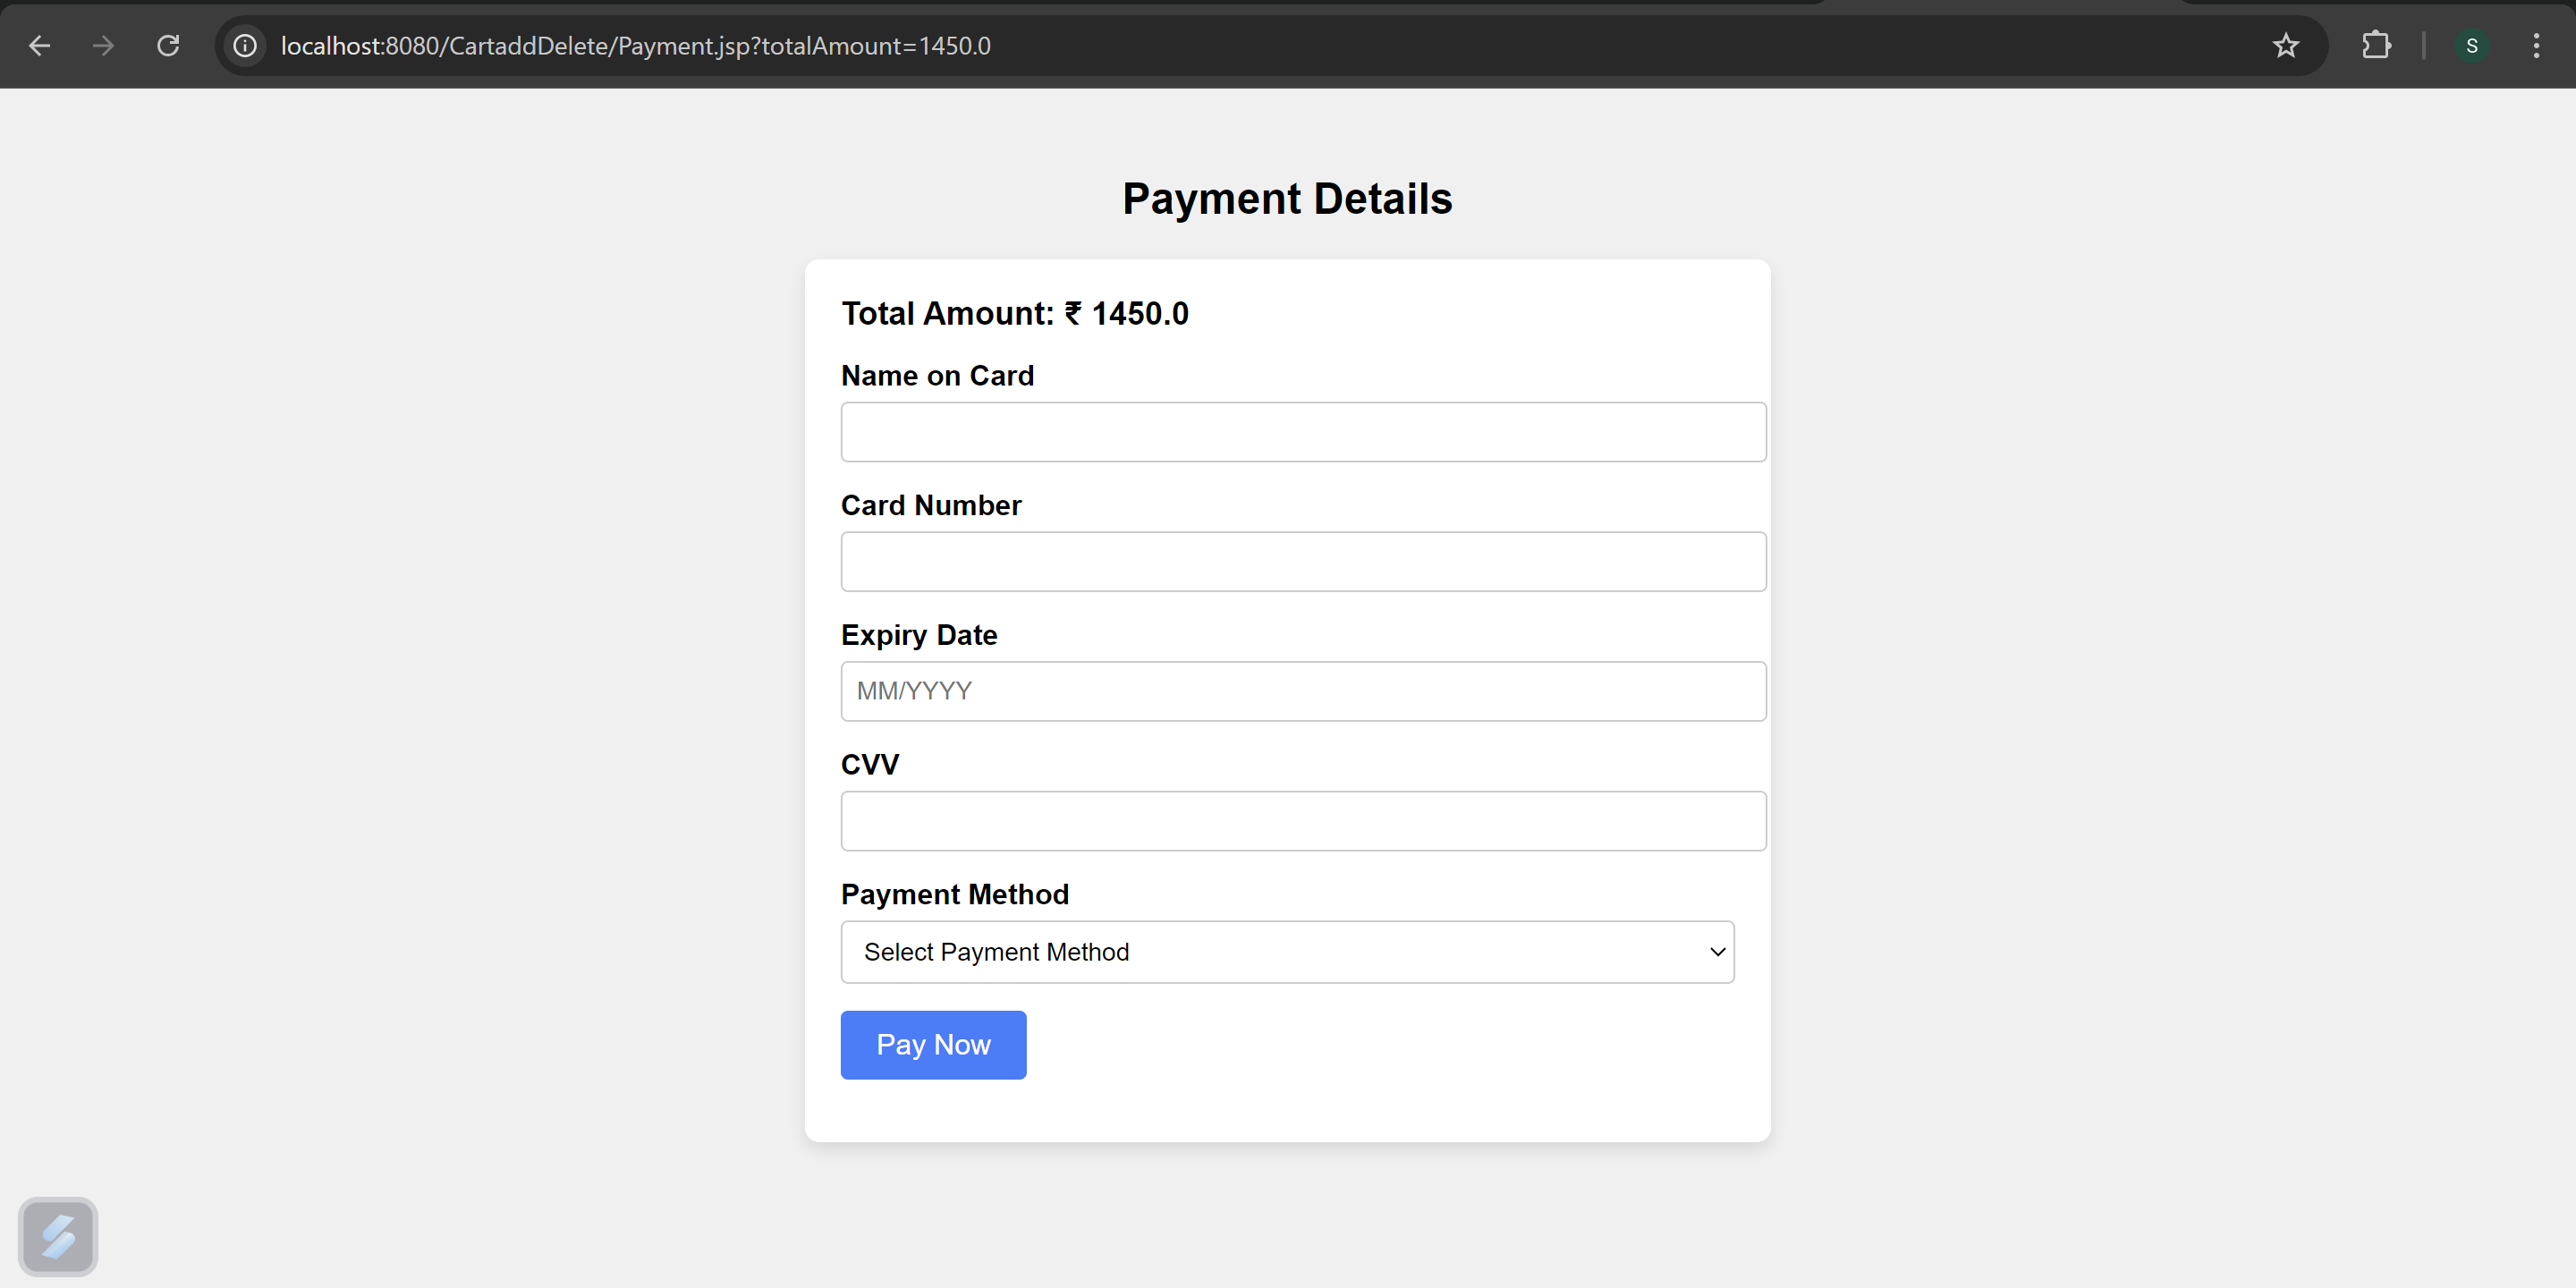 localhost:8080/CartaddDelete/Payment.jsp?totalAmount=1450.0
S
Payment Details
Total Amount: ₹ 1450.0
Name on Card
Card Number
Expiry Date
MM/YYYY
CVV
Payment Method
Select Payment Method
Pay Now